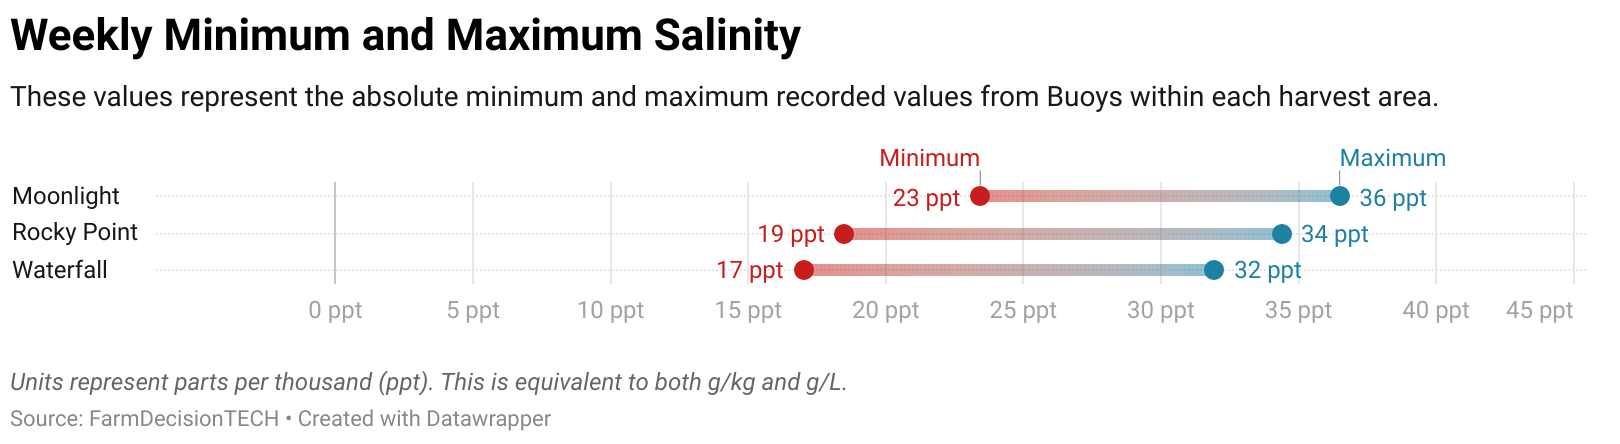 Weekly Minimum and Maximum Salinity
These values represent the absolute minimum and maximum recorded values from Buoys within each harvest area.
Minimum Maximum
Moonlight 23 ppt 36 ppt
Rocky Point 19 ppt 34 ppt
Waterfall 17 ppt 32 ppt
0 ppt 5 ppt 10 ppt 15 ppt 20 ppt 25 ppt 30 ppt 35 ppt 40 ppt 45 ppt
Units represent parts per thousand (ppt). This is equivalent to both g/kg and g/L.
Source: FarmDecisionTECH • Created with Datawrapper